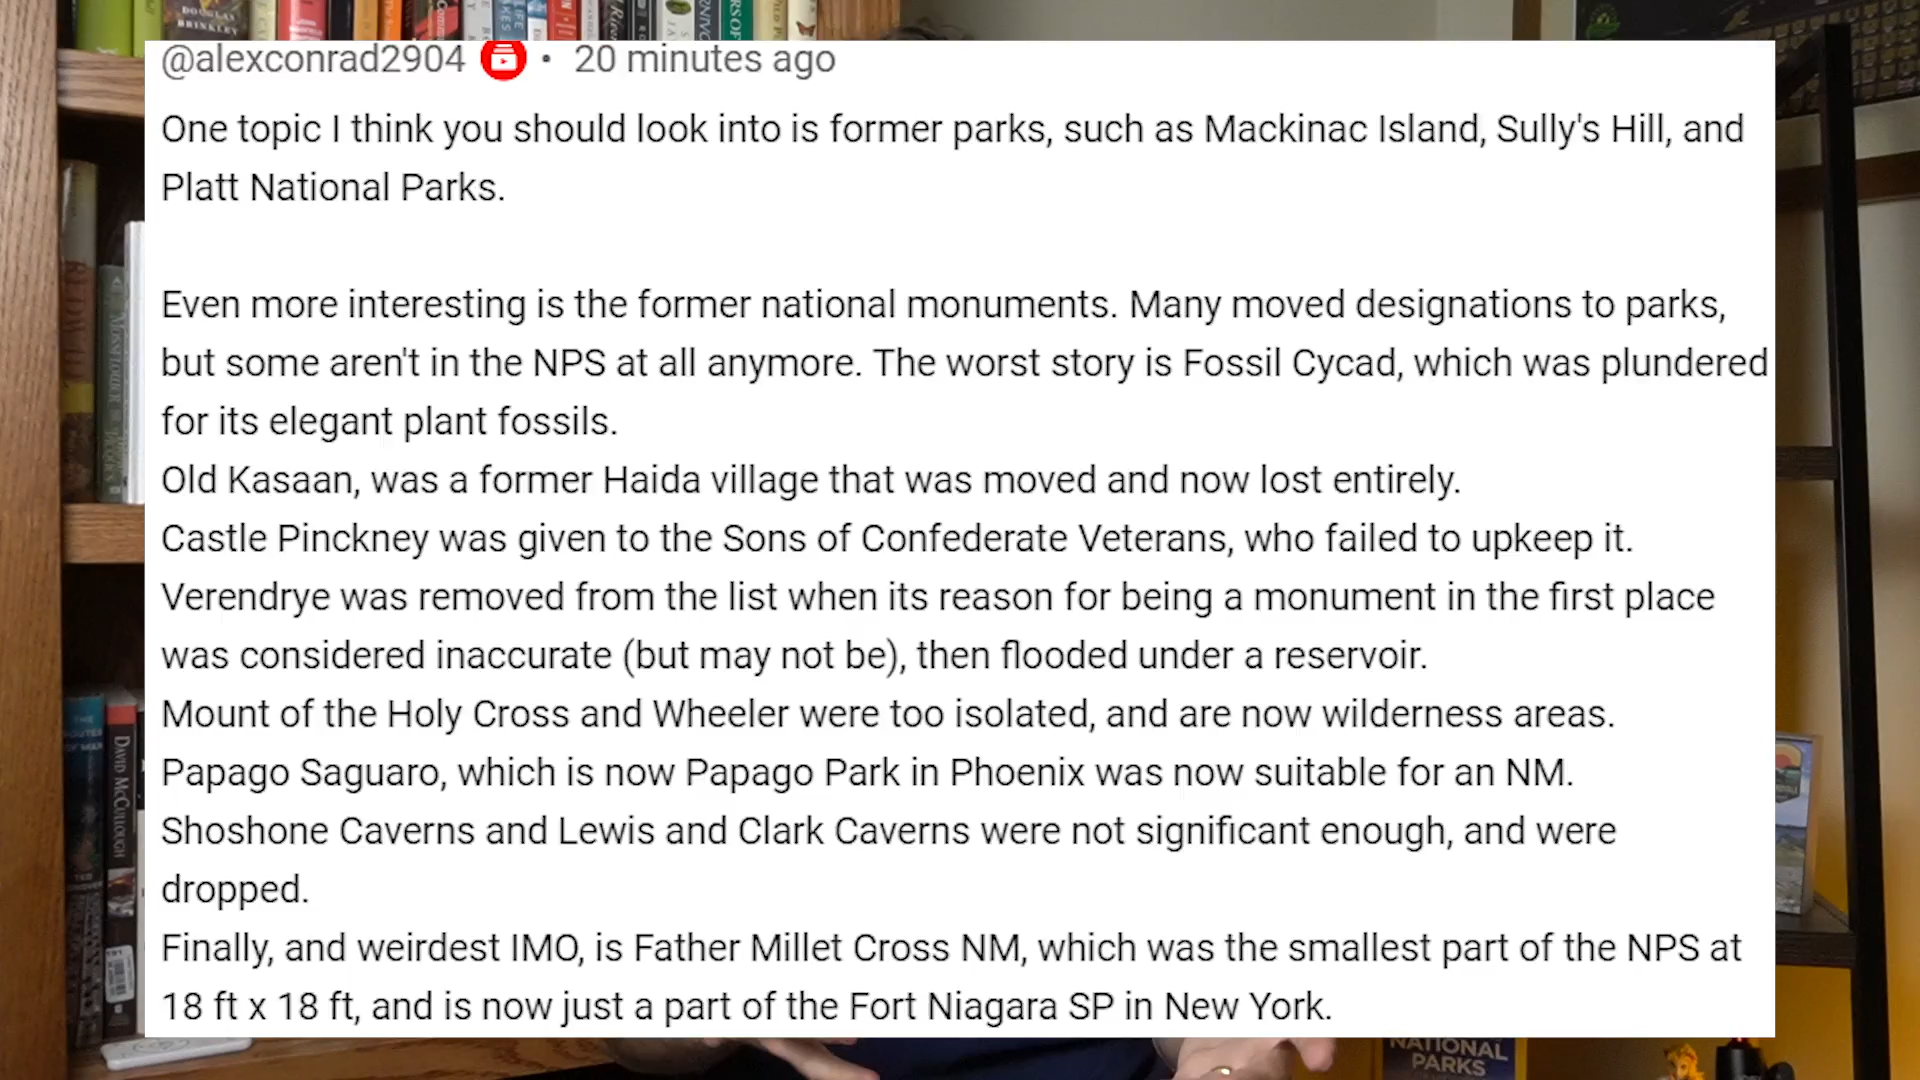 DOUGLAS
BRINKLEY
@alexconrad2904 • 20 minutes ago
One topic I think you should look into is former parks, such as Mackinac Island, Sully's Hill, and
Platt National Parks.
Even more interesting is the former national monuments. Many moved designations to parks,
but some aren't in the NPS at all anymore. The worst story is Fossil Cycad, which was plundered
for its elegant plant fossils.
Old Kasaan, was a former Haida village that was moved and now lost entirely.
Castle Pinckney was given to the Sons of Confederate Veterans, who failed to upkeep it.
Verendrye was removed from the list when its reason for being a monument in the first place
was considered inaccurate (but may not be), then flooded under a reservoir.
Mount of the Holy Cross and Wheeler were too isolated, and are now wilderness areas.
Papago Saguaro, which is now Papago Park in Phoenix was now suitable for an NM.
Shoshone Caverns and Lewis and Clark Caverns were not significant enough, and were
dropped.
Finally, and weirdest IMO, is Father Millet Cross NM, which was the smallest part of the NPS at
18 ft x 18 ft, and is now just a part of the Fort Niagara SP in New York.
DAVID MCCULLOUGH
NATIONAL
PARKS